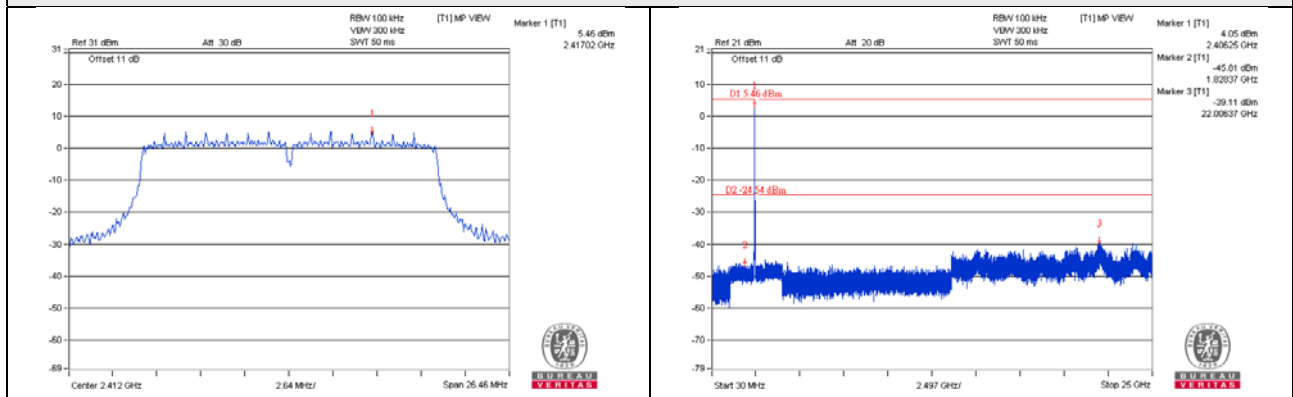 RBW 100 kHz
VBW 300 kHz
SWT 50 ms
[T1] MP VIEW
Marker 1 [T1]
5.46 dBm
2.41702 GHz
Ref 31 dBm
Att 30 dB
Offset 11 dB
31
20
10
0
-10
-20
-30
-40
-50
-60
-69
1
Center 2.412 GHz
2.64 MHz/
Span 26.46 MHz
BUREAU
VERITAS
RBW 100 kHz
VBW 300 kHz
SWT 50 ms
[T1] MP VIEW
Marker 1 [T1]
4.05 dBm
2.40625 GHz
Marker 2 [T1]
-45.81 dBm
1.82837 GHz
Marker 3 [T1]
-39.11 dBm
22.00637 GHz
Ref 21 dBm
Att 20 dB
Offset 11 dB
21
10
0
-10
-20
-30
-40
-50
-60
-70
-79
1
D1 5.46 dBm
D2 -24.54 dBm
2
3
Start 30 MHz
2.497 GHz/
Stop 25 GHz
BUREAU
VERITAS